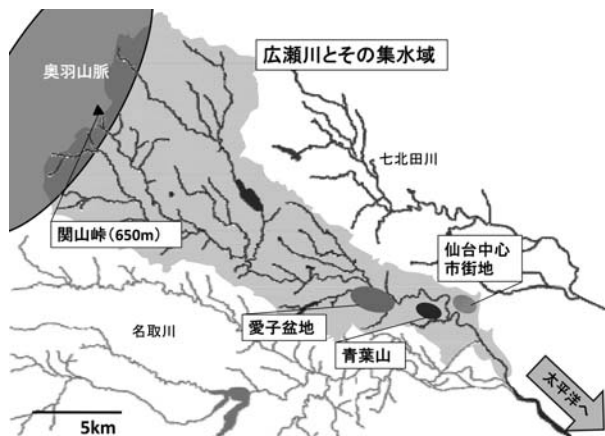 広瀬川とその集水域
奥羽山脈
七北田川
関山峠(650m)
仙台中心
市街地
愛子盆地
名取川
青葉山
太平洋へ
5km